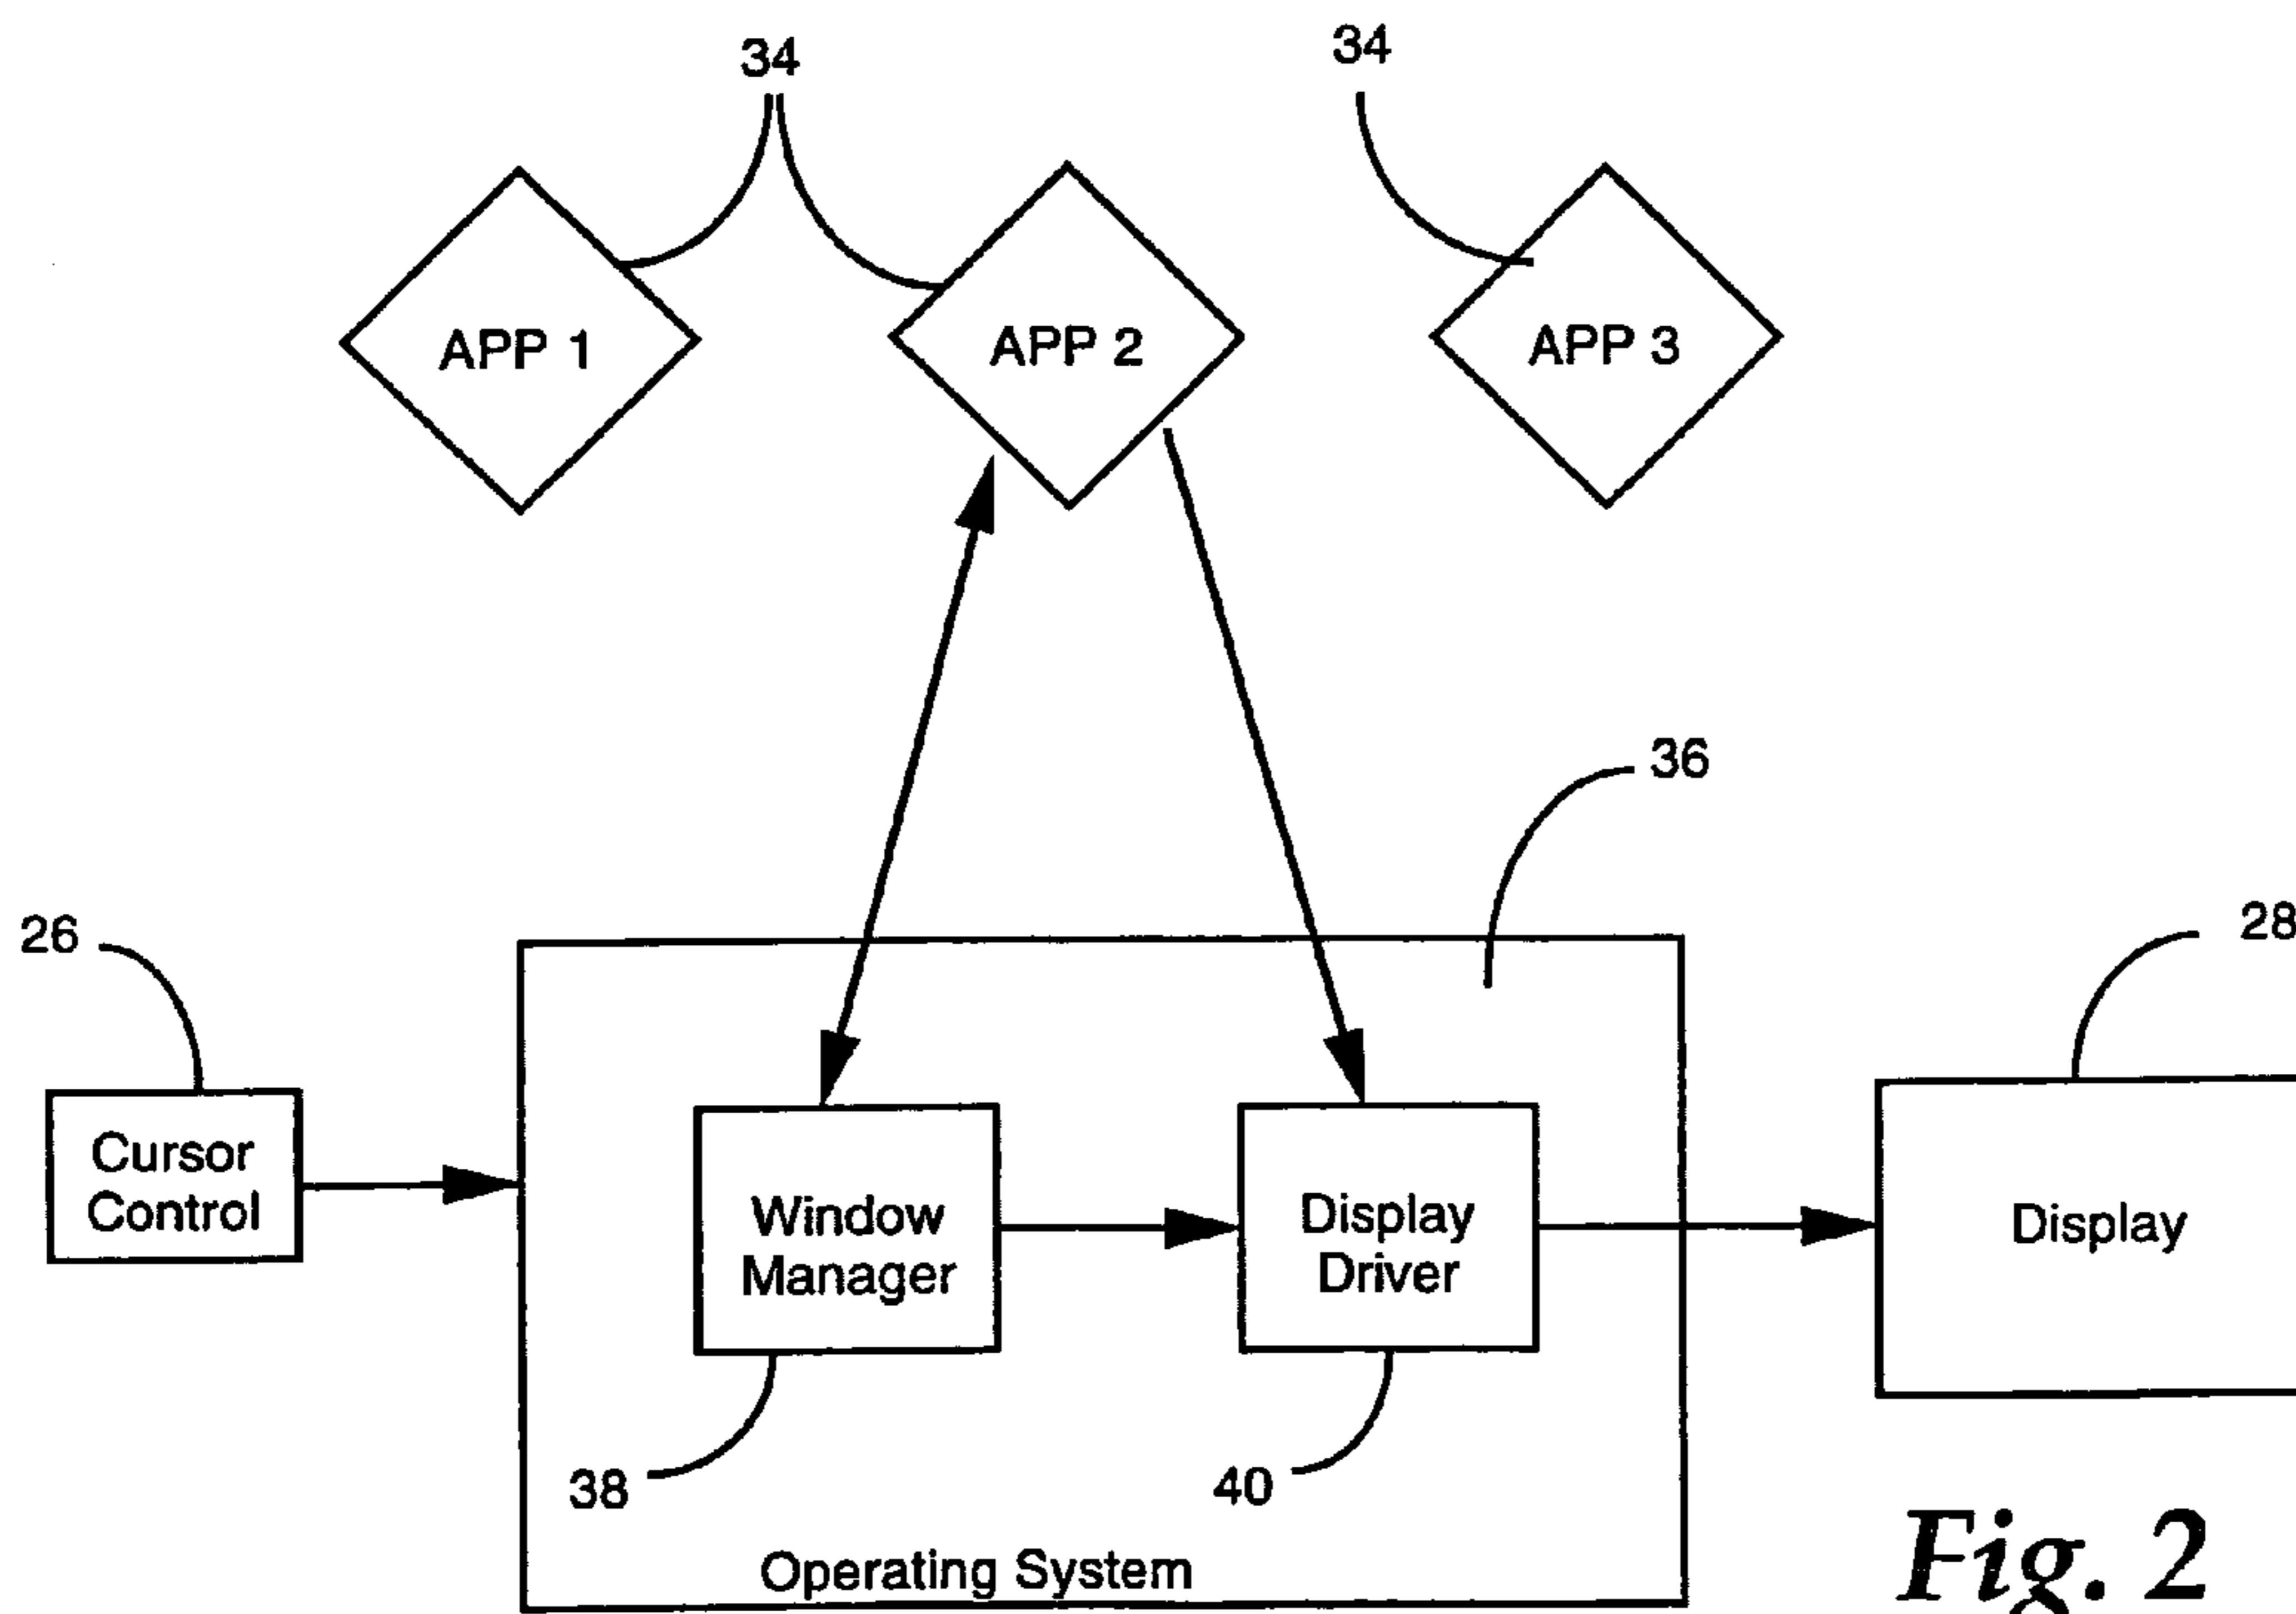 34
34
APP 1
APP 2
APP 3
36
26
28
Cursor
Control
Window
Manager
Display
Driver
Display
38
40
Operating System
Fig. 2